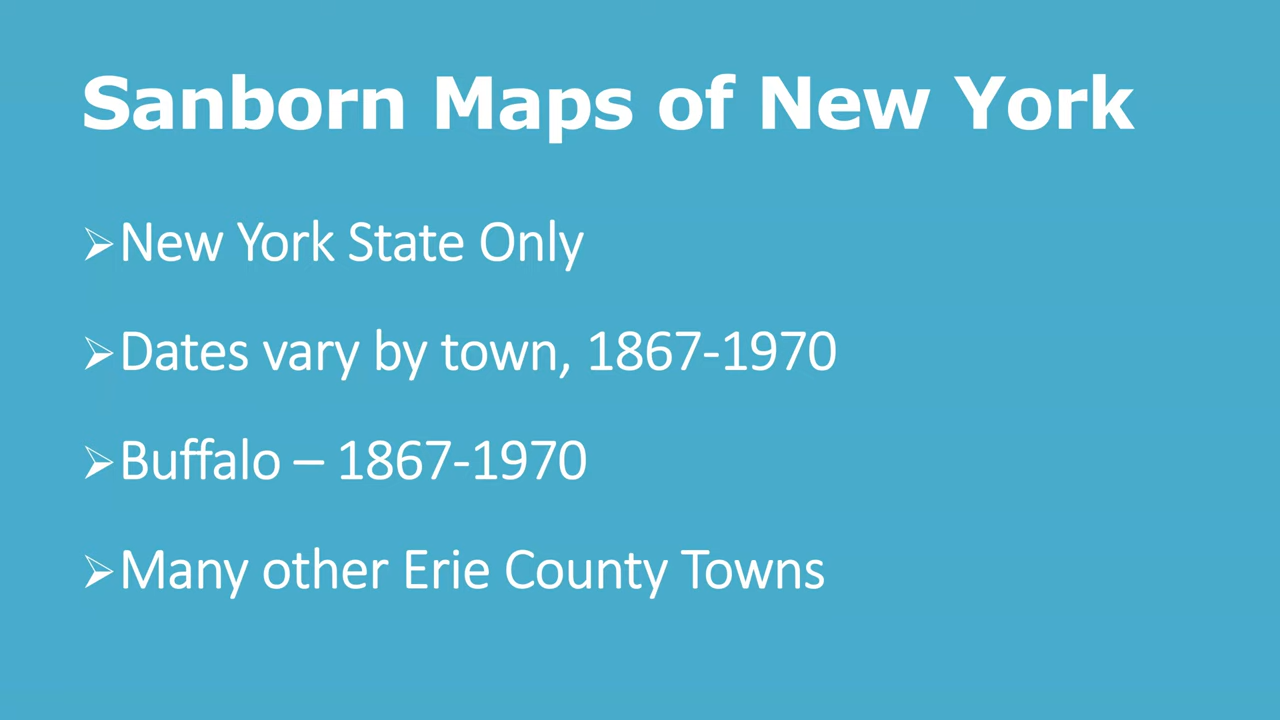 Sanborn Maps of New York
➢New York State Only
➢Dates vary by town, 1867-1970
➢Buffalo – 1867-1970
➢Many other Erie County Towns